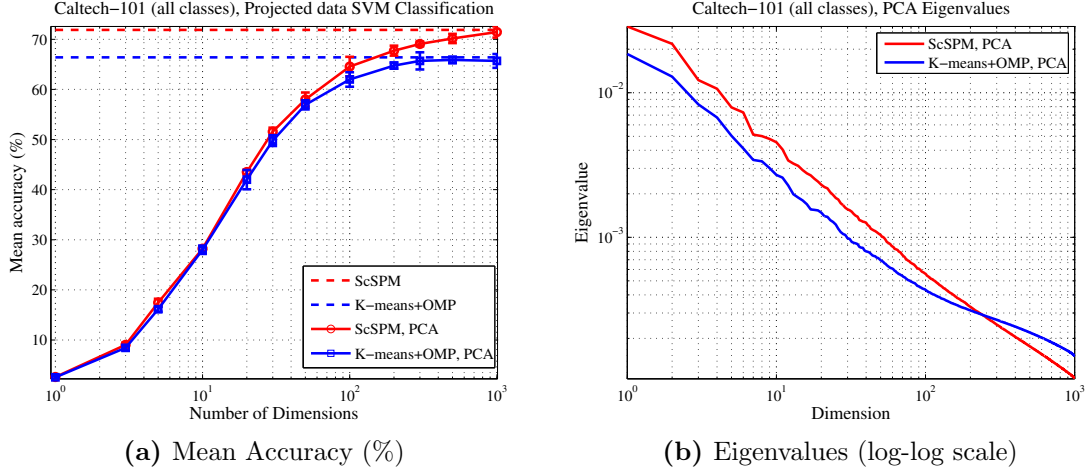 Caltech−101 (all classes), Projected data SVM Classification
70
60
50
40
30
20
10
Mean accuracy (%)
ScSPM
K−means+OMP
ScSPM, PCA
K−means+OMP, PCA
10^0
10^1
10^2
10^3
Number of Dimensions
(a) Mean Accuracy (%)
Caltech−101 (all classes), PCA Eigenvalues
ScSPM, PCA
K−means+OMP, PCA
10^−2
10^−3
Eigenvalue
10^0
10^1
10^2
10^3
Dimension
(b) Eigenvalues (log-log scale)